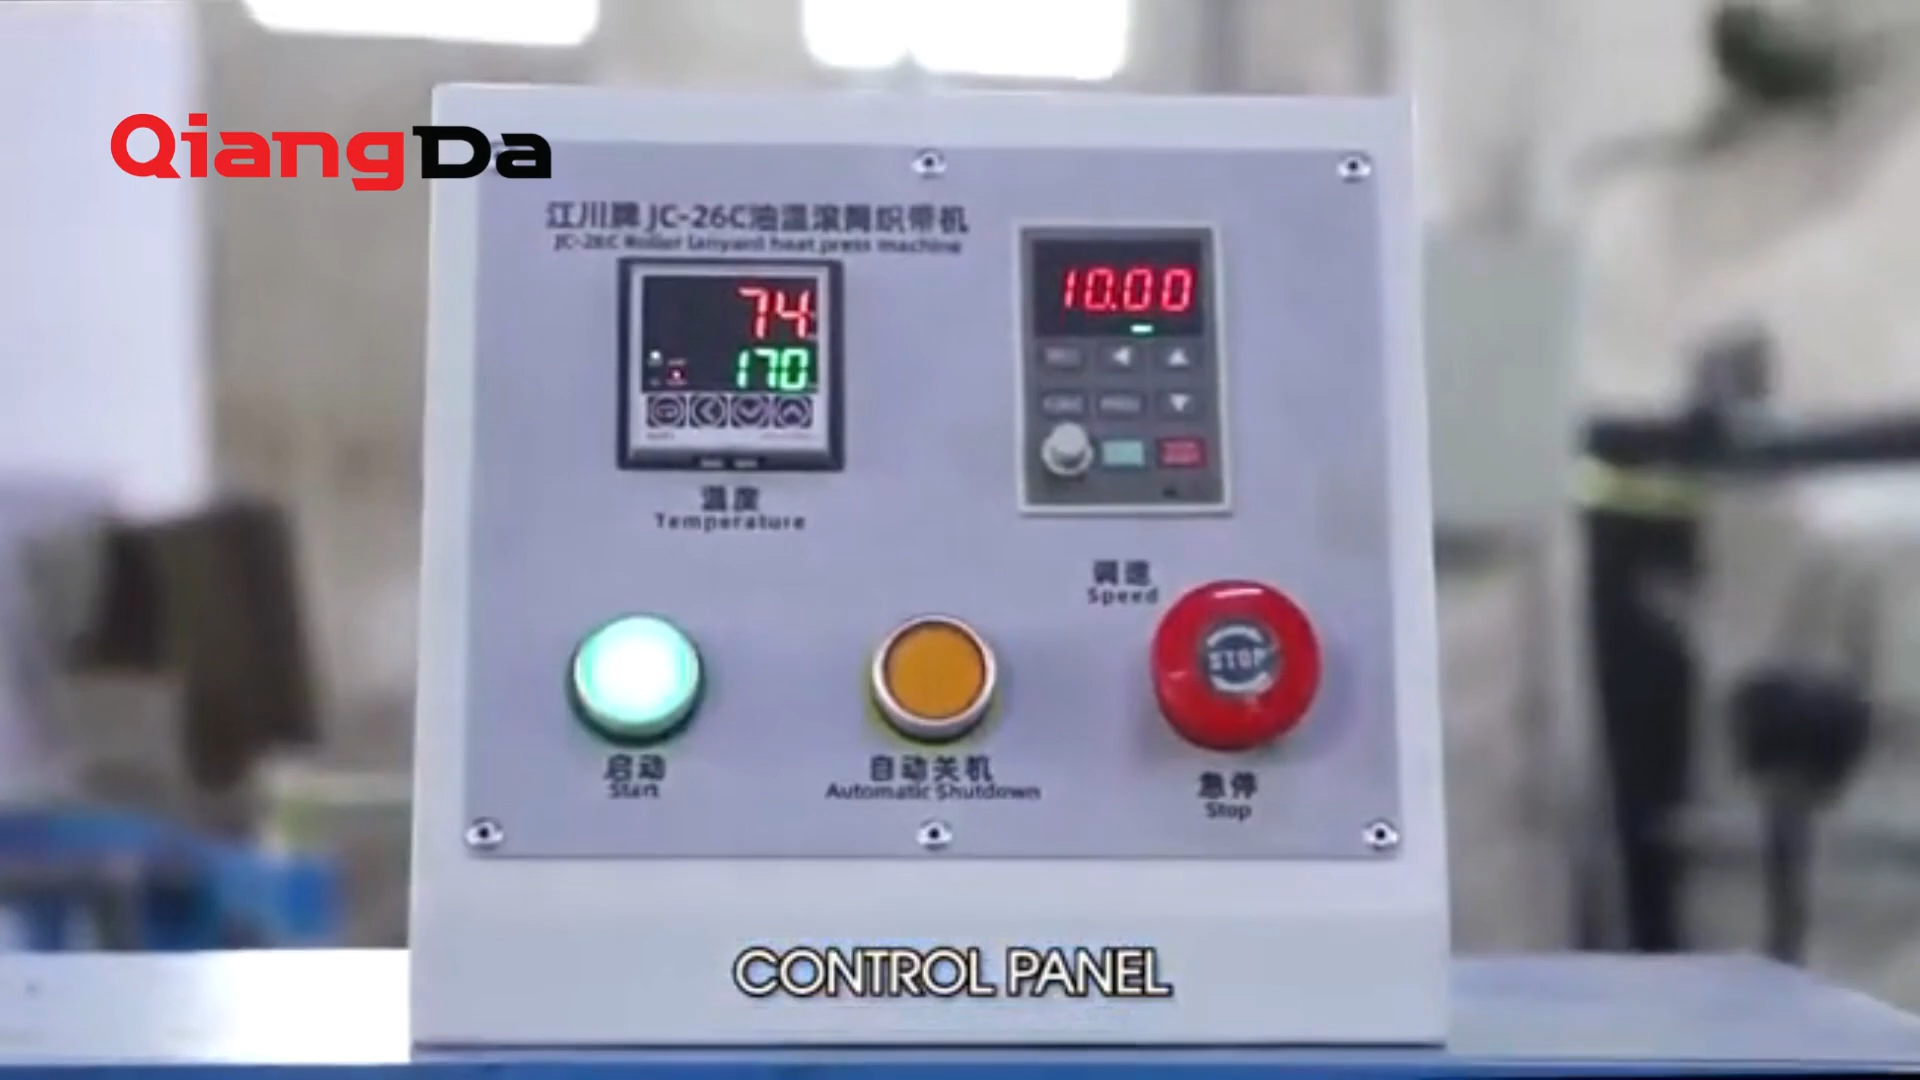 QiangDa
江川牌 JC-26C油温滚筒织带机
JC-26C Roller lanyard heat press machine
74
170
10.00
温度
Temperature
调速
Speed
STOP
启动
Start
自动关机
Automatic Shutdown
急停
Stop
CONTROL PANEL